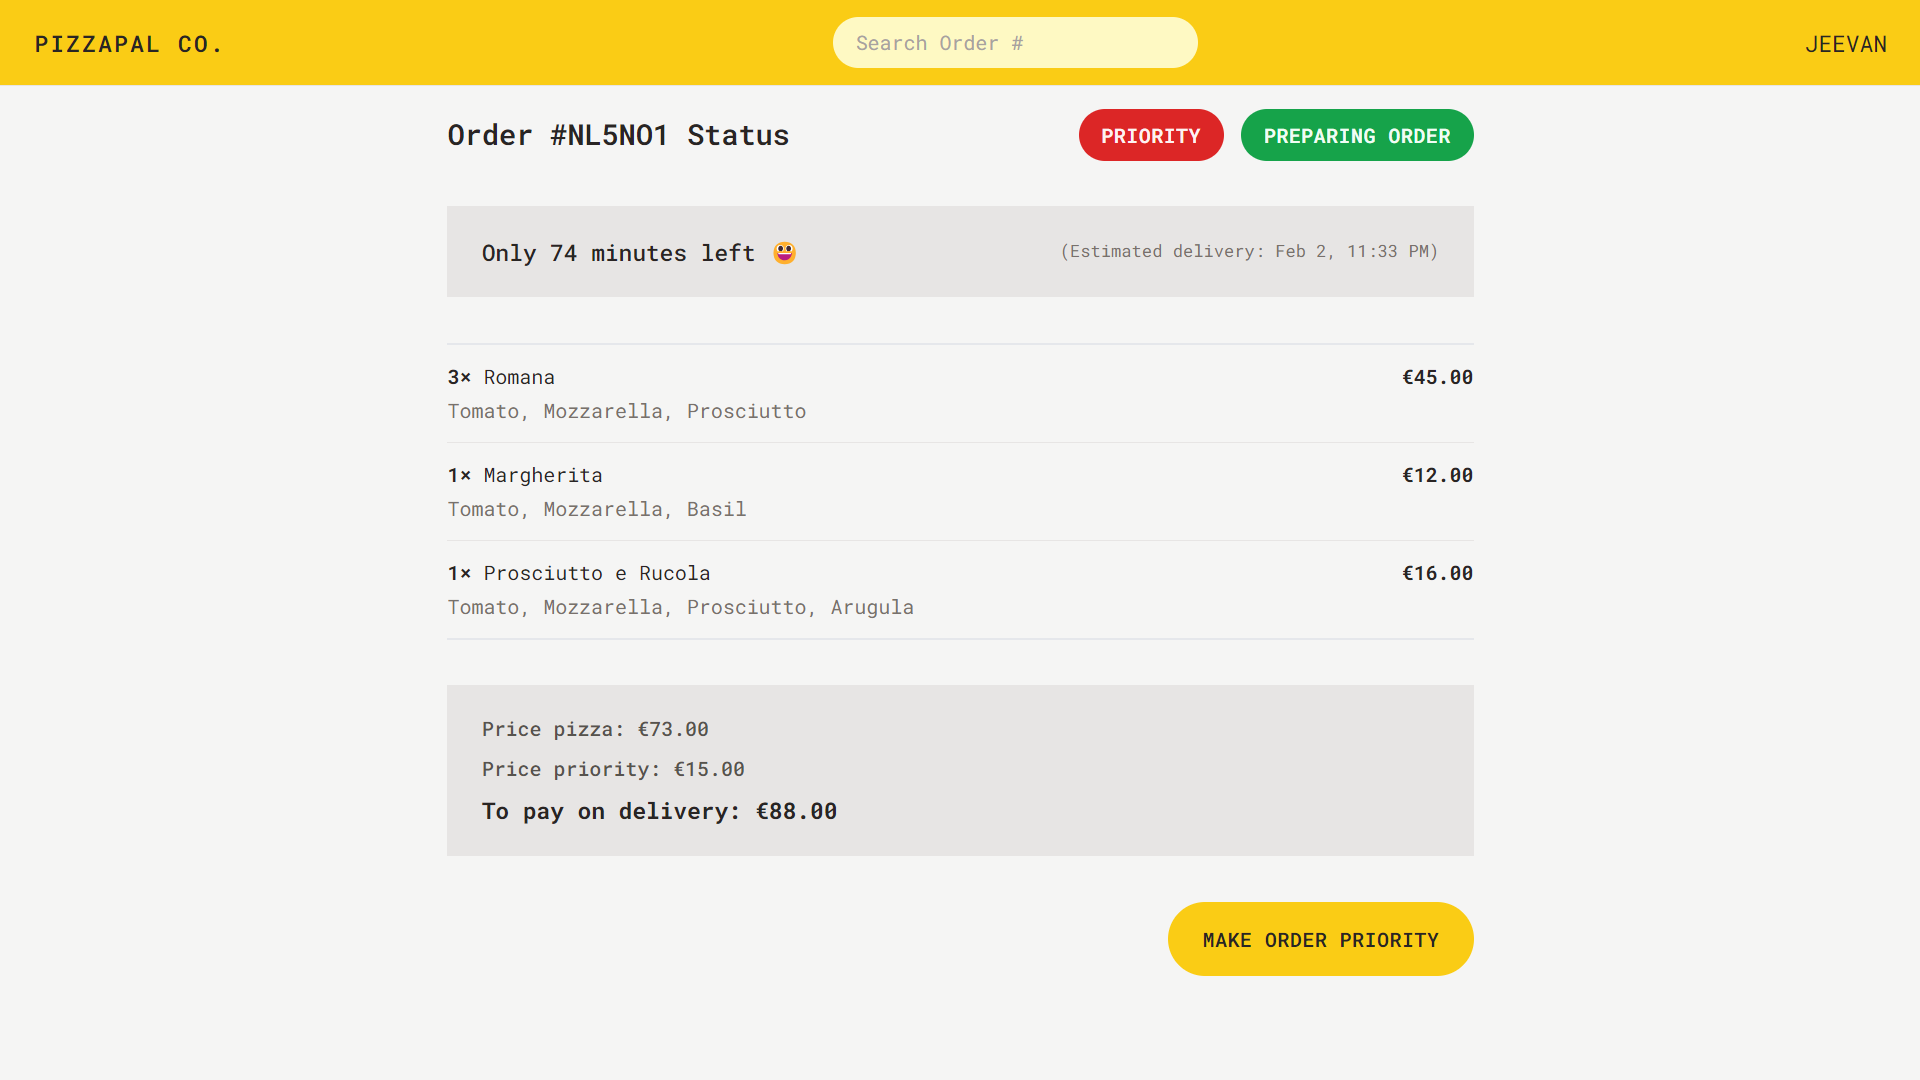 PIZZAPAL CO.
Search Order #
JEEVAN
Order #NL5NO1 Status
PRIORITY
PREPARING ORDER
Only 74 minutes left 😃
(Estimated delivery: Feb 2, 11:33 PM)
3× Romana
€45.00
Tomato, Mozzarella, Prosciutto
1× Margherita
€12.00
Tomato, Mozzarella, Basil
1× Prosciutto e Rucola
€16.00
Tomato, Mozzarella, Prosciutto, Arugula
Price pizza: €73.00
Price priority: €15.00
To pay on delivery: €88.00
MAKE ORDER PRIORITY